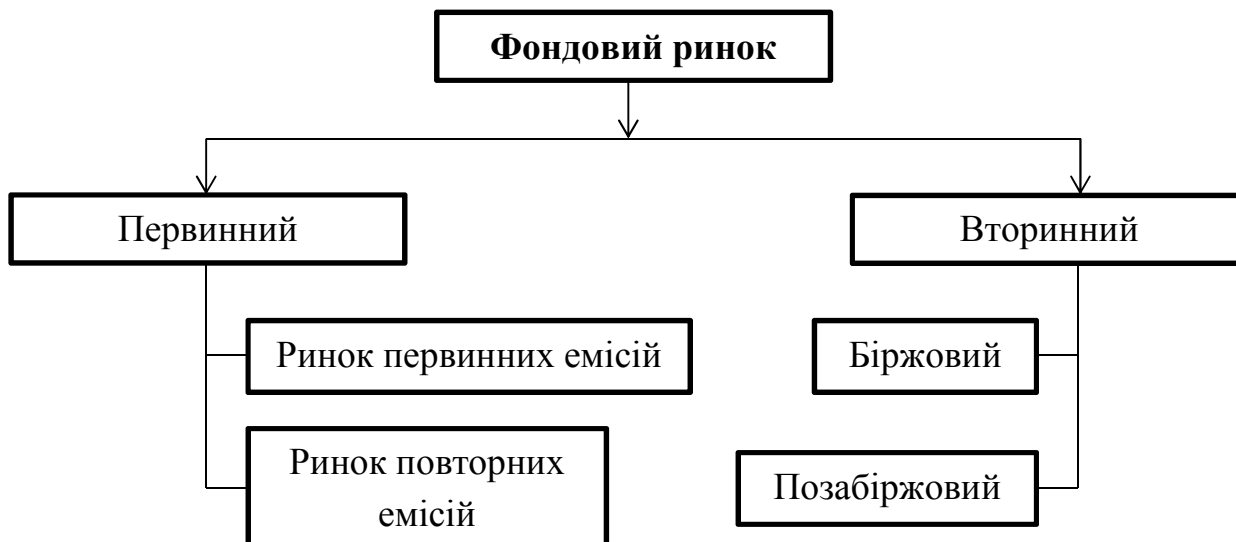 Фондовий ринок
Первинний
Вторинний
Ринок первинних емісій
Біржовий
Ринок повторних
емісій
Позабіржовий